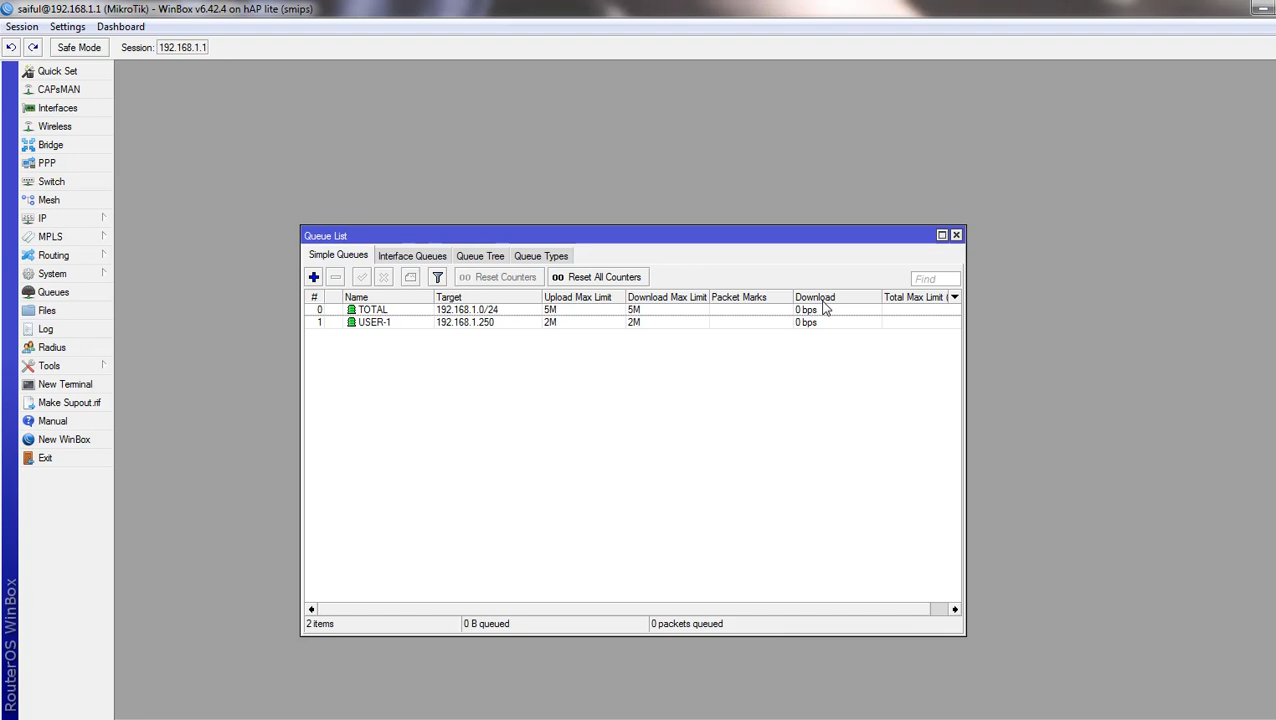 saiful@192.168.1.1 (MikroTik) - WinBox v6.42.4 on hAP lite (smips)
Session Settings Dashboard
Safe Mode Session: 192.168.1.1
Quick Set
CAPsMAN
Interfaces
Wireless
Bridge
PPP
Switch
Mesh
IP
MPLS
Routing
System
Queues
Files
Log
Radius
Tools
New Terminal
Make Supout.rif
Manual
New WinBox
Exit
RouterOS WinBox
Queue List
Simple Queues Interface Queues Queue Tree Queue Types
00 Reset Counters 00 Reset All Counters Find
# Name Target Upload Max Limit Download Max Limit Packet Marks Download Total Max Limit (
0 TOTAL 192.168.1.0/24 5M 5M 0 bps
1 USER-1 192.168.1.250 2M 2M 0 bps
2 items 0 B queued 0 packets queued